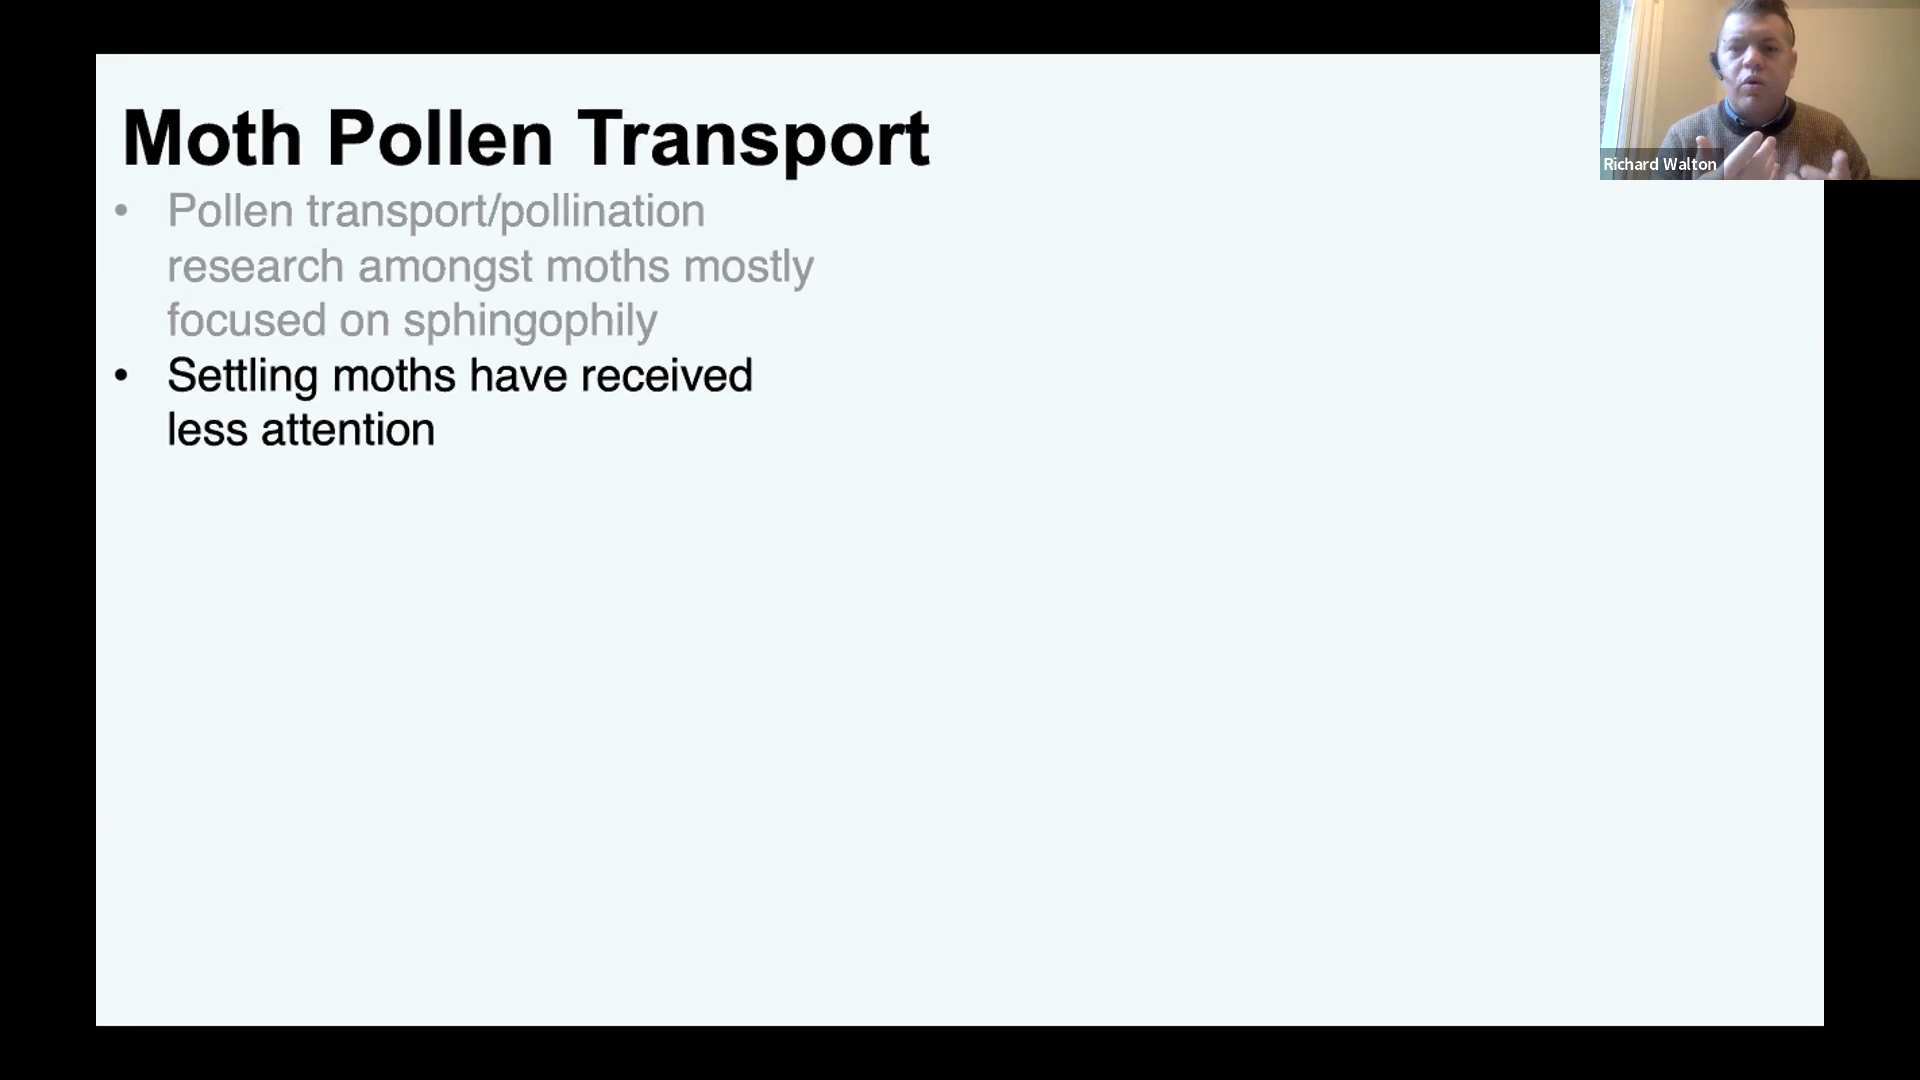 Moth Pollen Transport
• Pollen transport/pollination
research amongst moths mostly
focused on sphingophily
• Settling moths have received
less attention
Richard Walton